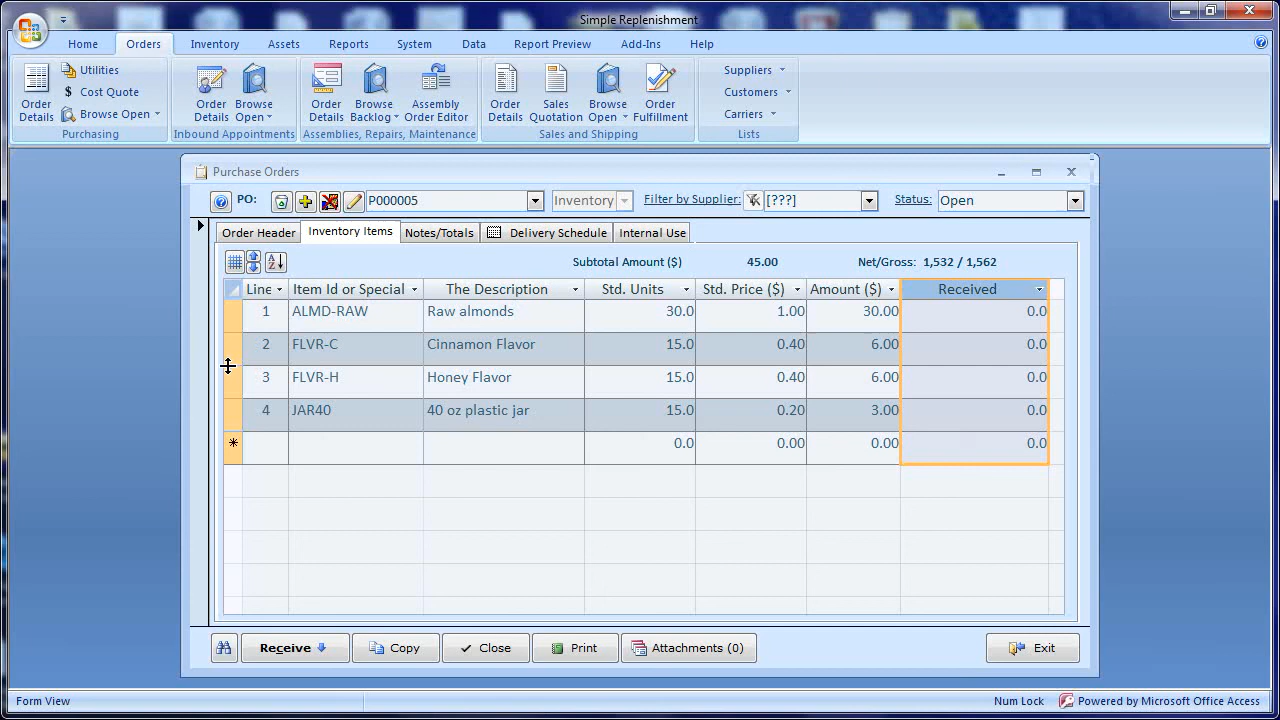 Simple Replenishment
Home Orders Inventory Assets Reports System Data Report Preview Add-Ins Help
Order Details Utilities Cost Quote Browse Open Purchasing
Order Details Browse Open Inbound Appointments
Order Details Browse Backlog Assembly Order Editor Assemblies, Repairs, Maintenance
Order Details Sales Quotation Browse Open Order Fulfillment Sales and Shipping
Suppliers Customers Carriers Lists
Purchase Orders
PO: P000005 Inventory Filter by Supplier: [???] Status: Open
Order Header Inventory Items Notes/Totals Delivery Schedule Internal Use
Subtotal Amount ($) 45.00 Net/Gross: 1,532 / 1,562
Line Item Id or Special The Description Std. Units Std. Price ($) Amount ($) Received
1 ALMD-RAW Raw almonds 30.0 1.00 30.00 0.0
2 FLVR-C Cinnamon Flavor 15.0 0.40 6.00 0.0
3 FLVR-H Honey Flavor 15.0 0.40 6.00 0.0
4 JAR40 40 oz plastic jar 15.0 0.20 3.00 0.0
* 0.0 0.00 0.00 0.0
Receive Copy Close Print Attachments (0) Exit
Form View Num Lock Powered by Microsoft Office Access